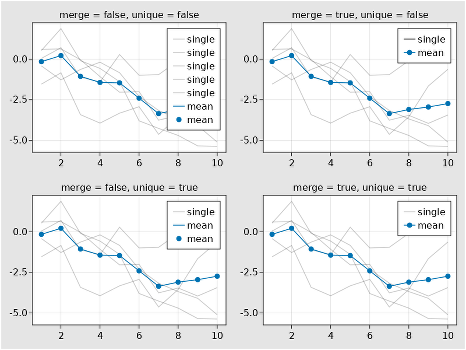 merge = false, unique = false
0.0
-2.5
-5.0
single
single
single
single
single
mean
mean
2 4 6 8 10
merge = true, unique = false
0.0
-2.5
-5.0
single
mean
2 4 6 8 10
merge = false, unique = true
0.0
-2.5
-5.0
single
mean
mean
2 4 6 8 10
merge = true, unique = true
0.0
-2.5
-5.0
single
mean
2 4 6 8 10